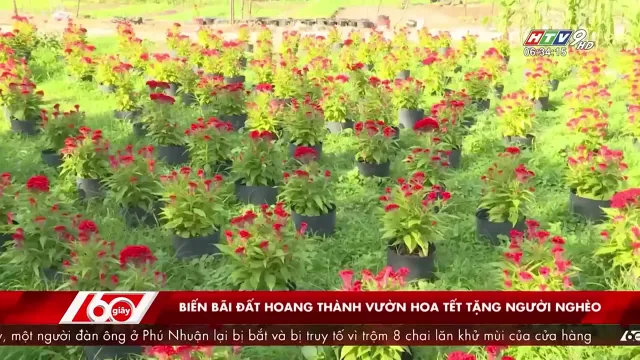 HTV9 HD
06:34:15
60 giây
BIẾN BÃI ĐẤT HOANG THÀNH VƯỜN HOA TẾT TẶNG NGƯỜI NGHÈO
y, một người đàn ông ở Phú Nhuận lại bị bắt và bị truy tố vì trộm 8 chai lăn khử mùi của cửa hàng